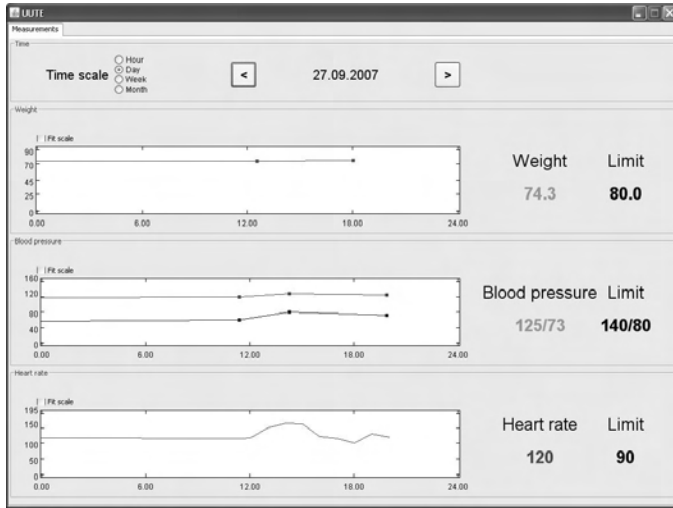 UUTE
Measurements
Time
Time scale
Hour
Day
Week
Month
<
27.09.2007
>
Weight
Fit scale
90
70
45
25
0
0.00 6.00 12.00 18.00 24.00
Weight Limit
74.3 80.0
Blood pressure
Fit scale
160
120
80
40
0
0.00 6.00 12.00 18.00 24.00
Blood pressure Limit
125/73 140/80
Heart rate
Fit scale
195
150
100
50
0
0.00 6.00 12.00 18.00 24.00
Heart rate Limit
120 90